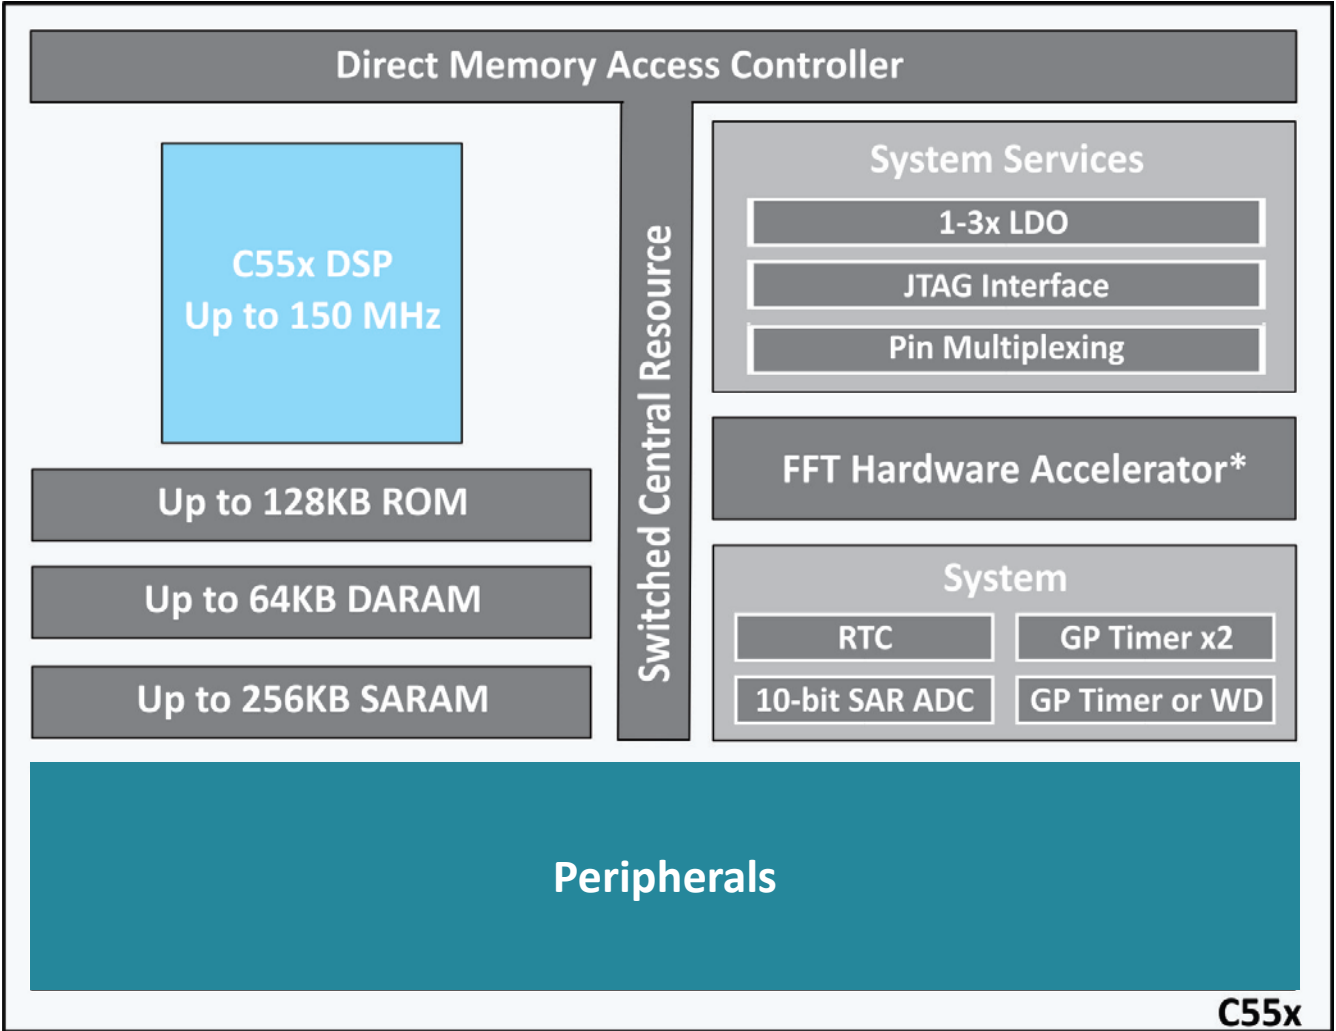 Direct Memory Access Controller
C55x DSP
Up to 150 MHz
Up to 128KB ROM
Up to 64KB DARAM
Up to 256KB SARAM
Switched Central Resource
System Services
1-3x LDO
JTAG Interface
Pin Multiplexing
FFT Hardware Accelerator*
System
RTC
GP Timer x2
10-bit SAR ADC
GP Timer or WD
Peripherals
C55x